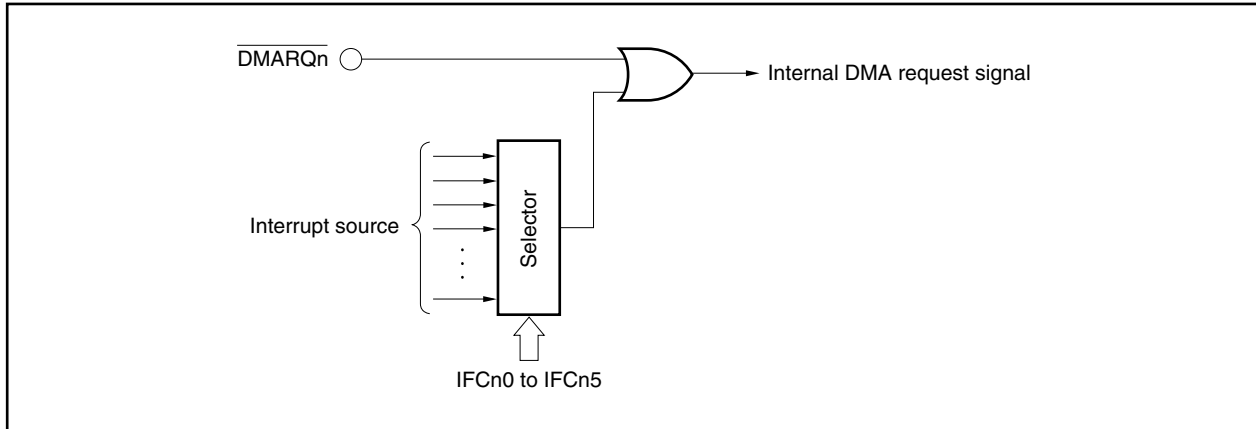 DMARQn
Internal DMA request signal
Interrupt source
Selector
IFCn0 to IFCn5